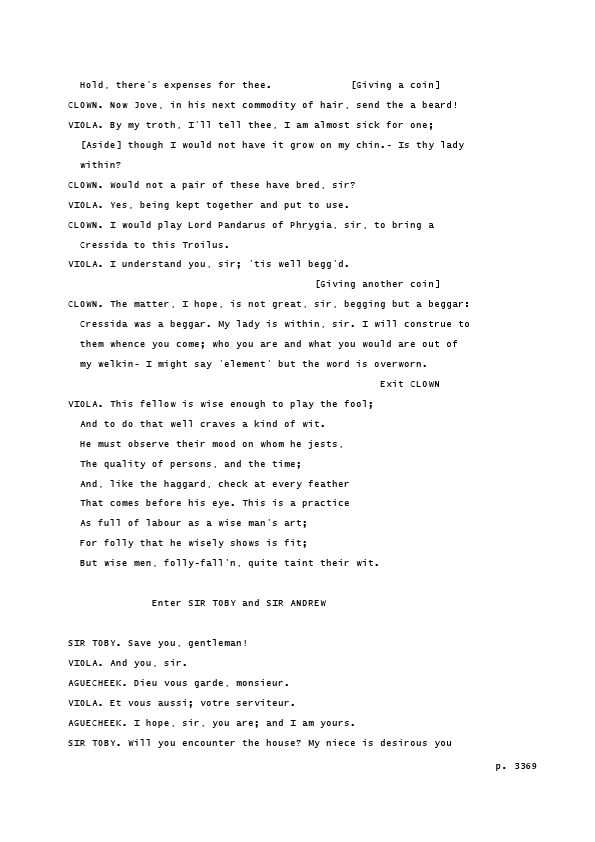 Hold, there's expenses for thee.             [Giving a coin]
CLOWN. Now Jove, in his next commodity of hair, send the a beard!
VIOLA. By my troth, I'll tell thee, I am almost sick for one;
[Aside] though I would not have it grow on my chin.- Is thy lady
within?
CLOWN. Would not a pair of these have bred, sir?
VIOLA. Yes, being kept together and put to use.
CLOWN. I would play Lord Pandarus of Phrygia, sir, to bring a
Cressida to this Troilus.
VIOLA. I understand you, sir; 'tis well begg'd.
[Giving another coin]
CLOWN. The matter, I hope, is not great, sir, begging but a beggar:
Cressida was a beggar. My lady is within, sir. I will construe to
them whence you come; who you are and what you would are out of
my welkin- I might say 'element' but the word is overworn.
Exit CLOWN
VIOLA. This fellow is wise enough to play the fool;
And to do that well craves a kind of wit.
He must observe their mood on whom he jests,
The quality of persons, and the time;
And, like the haggard, check at every feather
That comes before his eye. This is a practice
As full of labour as a wise man's art;
For folly that he wisely shows is fit;
But wise men, folly-fall'n, quite taint their wit.
Enter SIR TOBY and SIR ANDREW
SIR TOBY. Save you, gentleman!
VIOLA. And you, sir.
AGUECHEEK. Dieu vous garde, monsieur.
VIOLA. Et vous aussi; votre serviteur.
AGUECHEEK. I hope, sir, you are; and I am yours.
SIR TOBY. Will you encounter the house? My niece is desirous you
p. 3369